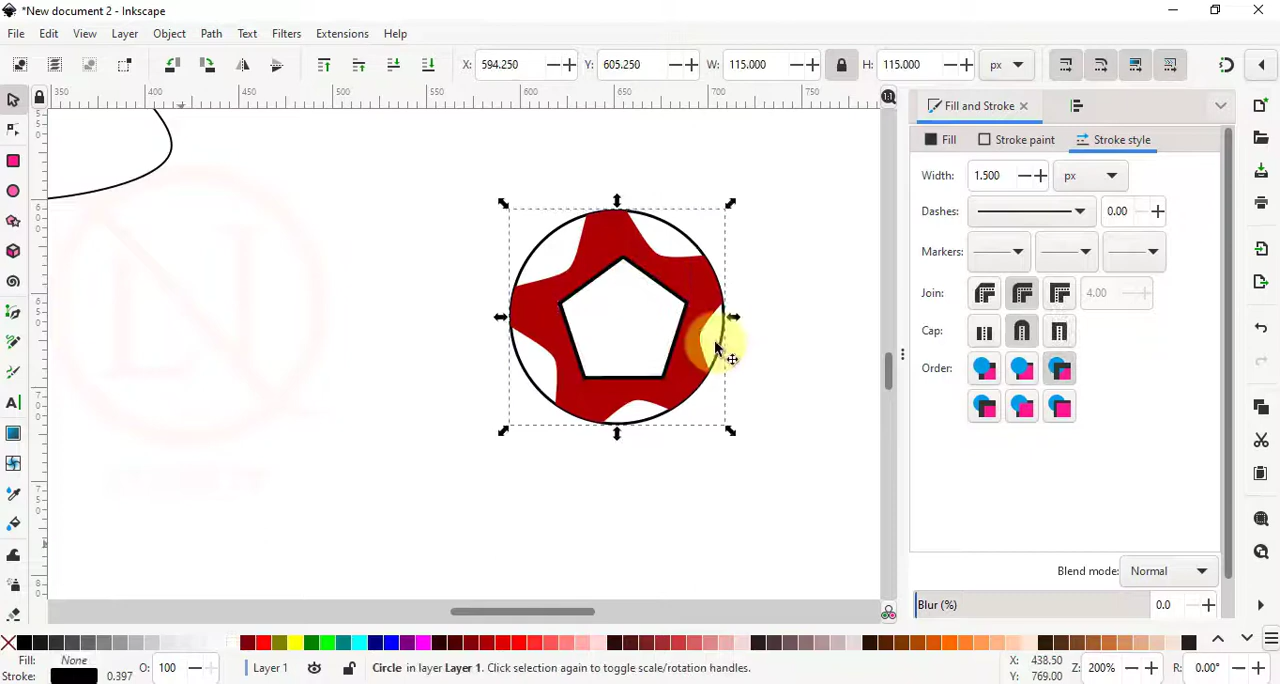 *New document 2 - Inkscape
File Edit View Layer Object Path Text Filters Extensions Help
X: 594.250 Y: 605.250 W: 115.000 H: 115.000 px
350 400 450 500 550 600 650 700 750
Fill and Stroke
Fill Stroke paint Stroke style
Width: 1.500 px
Dashes: 0.00
Markers:
Join: 4.00
Cap:
Order:
Blend mode: Normal
Blur (%) 0.0
Fill: None O: 100 Layer 1 Circle in layer Layer 1. Click selection again to toggle scale/rotation handles. X: 438.50 Z: 200% R: 0.00°
Stroke: 0.397 Y: 769.00